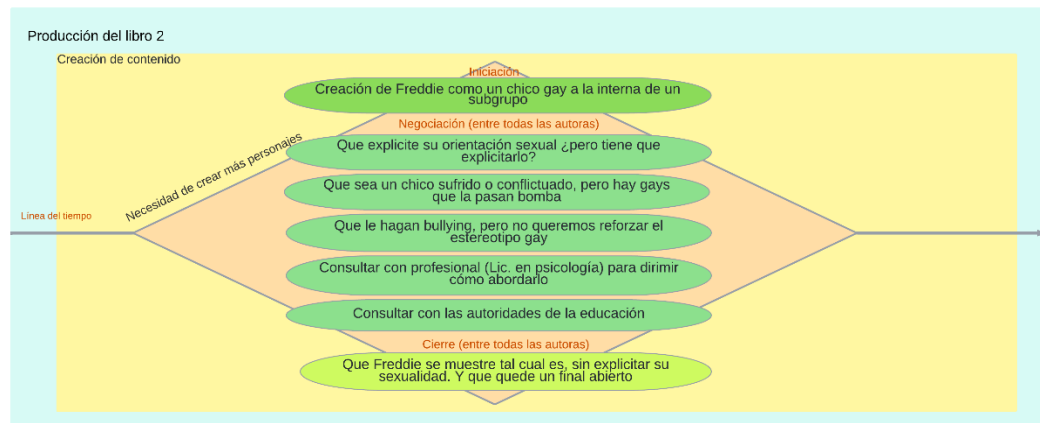 Producción del libro 2
Creación de contenido
Iniciación
Creación de Freddie como un chico gay a la interna de un
subgrupo
Negociación (entre todas las autoras)
Que explicite su orientación sexual ¿pero tiene que
explicitarlo?
Necesidad de crear más personajes
Que sea un chico sufrido o conflictuado, pero hay gays
que la pasan bomba
Línea del tiempo
Que le hagan bullying, pero no queremos reforzar el
estereotipo gay
Consultar con profesional (Lic. en psicología) para dirimir
cómo abordarlo
Consultar con las autoridades de la educación
Cierre (entre todas las autoras)
Que Freddie se muestre tal cual es, sin explicitar su
sexualidad. Y que quede un final abierto